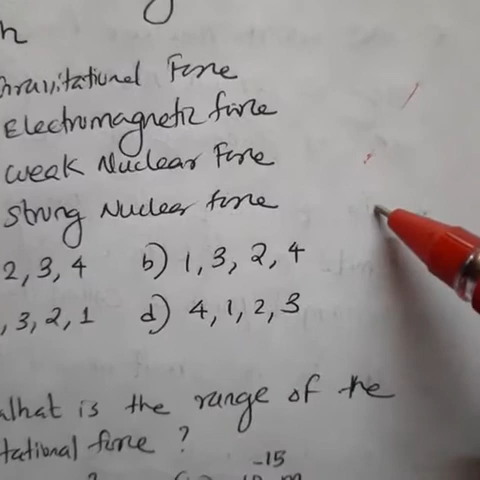 Gravitational Force
Electromagnetic force
weak Nuclear Force
Strong Nuclear force
2, 3, 4 b) 1, 3, 2, 4
, 3, 2, 1 d) 4, 1, 2, 3
What is the range of the
tational force ?
-15